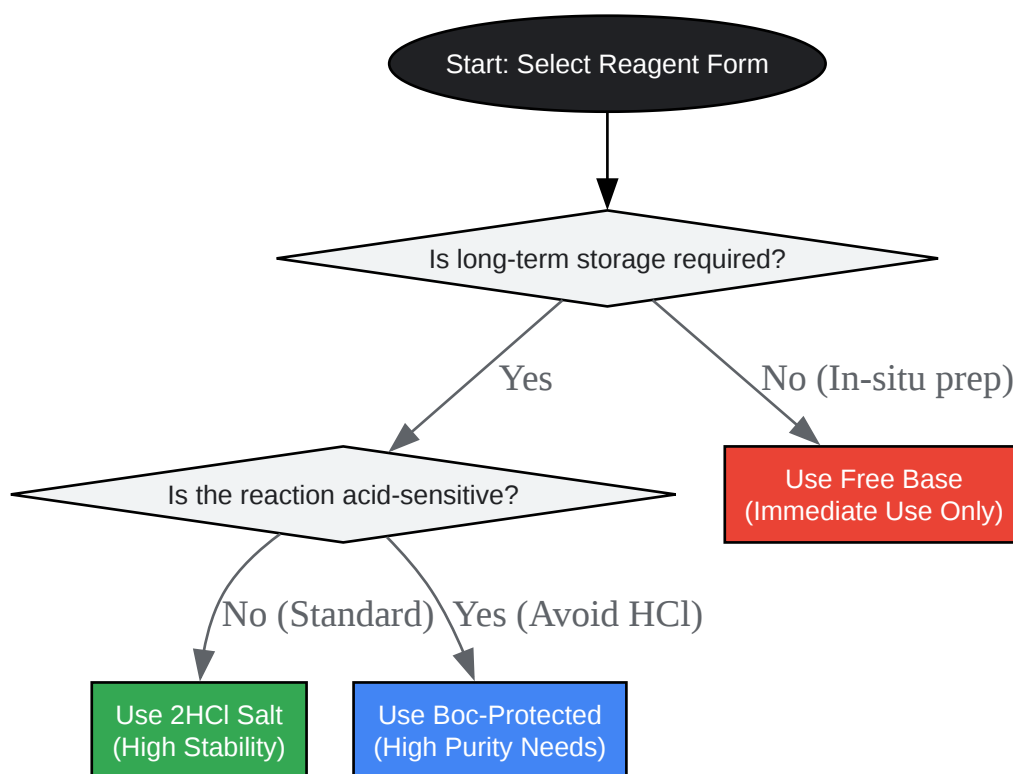 Start: Select Reagent Form
Is long-term storage required?
Yes
No (In-situ prep)
Is the reaction acid-sensitive?
Use Free Base
(Immediate Use Only)
No (Standard)
Yes (Avoid HCl)
Use 2HCl Salt
(High Stability)
Use Boc-Protected
(High Purity Needs)